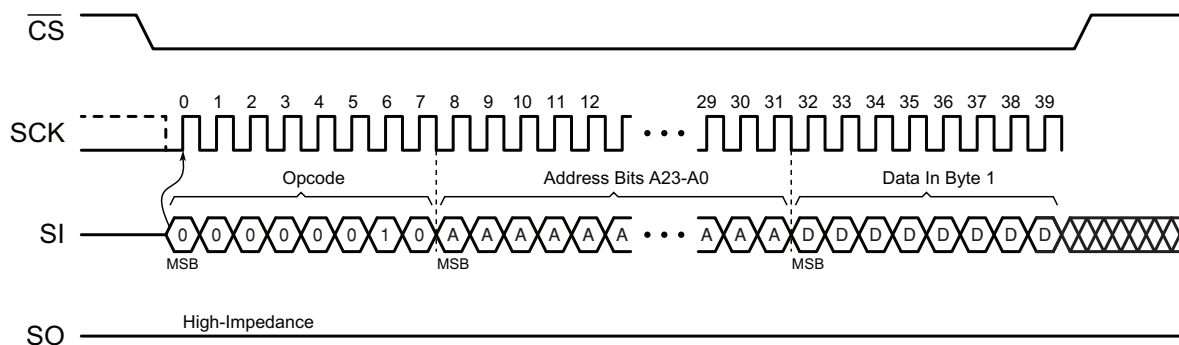 CS
0 1 2 3 4 5 6 7 8 9 10 11 12 29 30 31 32 33 34 35 36 37 38 39
SCK
Opcode Address Bits A23-A0 Data In Byte 1
SI 0 0 0 0 0 0 1 0 A A A A A A A A A D D D D D D D D
MSB MSB MSB
High-Impedance
SO